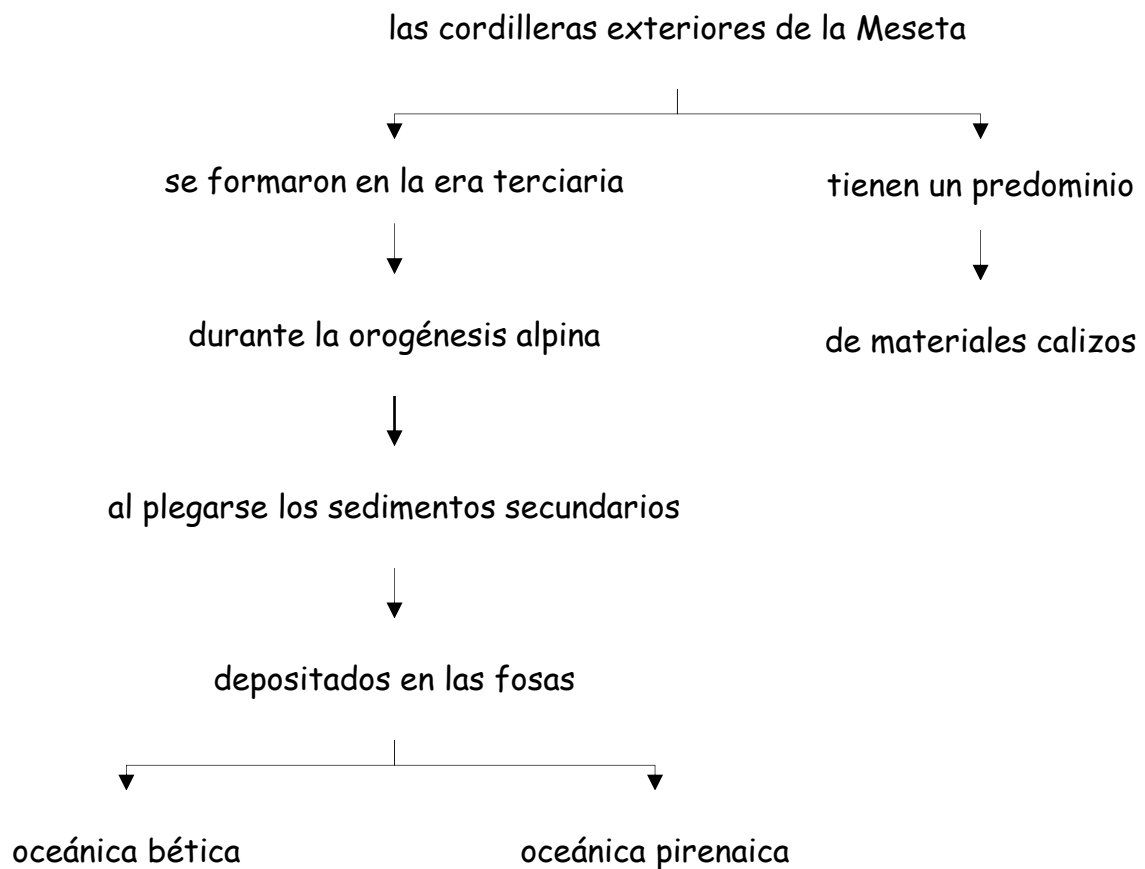 las cordilleras exteriores de la Meseta
se formaron en la era terciaria
tienen un predominio
durante la orogénesis alpina
de materiales calizos
al plegarse los sedimentos secundarios
depositados en las fosas
oceánica bética
oceánica pirenaica